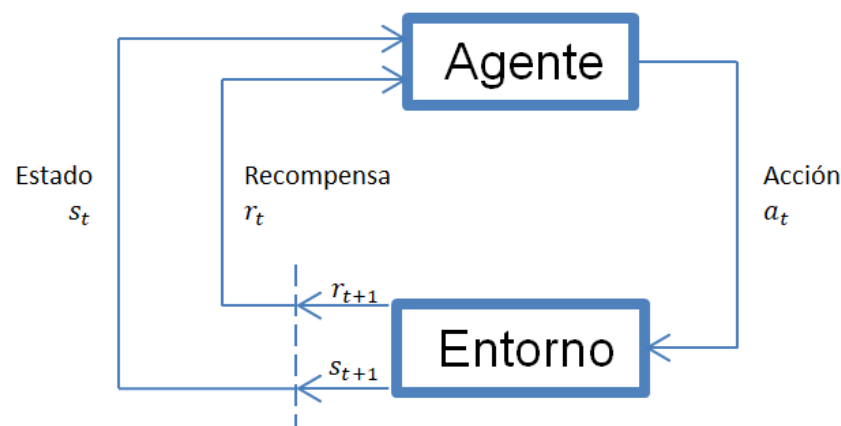 Agente
Estado
s_t
Recompensa
r_t
Acción
a_t
r_{t+1}
Entorno
s_{t+1}